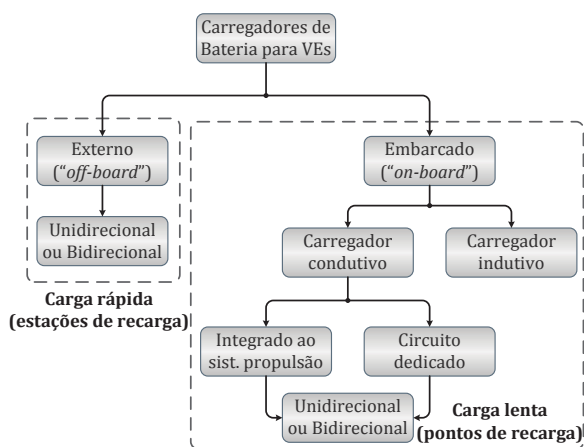 Carregadores de
Bateria para VEs
Externo
("off-board")
Unidirecional
ou Bidirecional
Carga rápida
(estações de recarga)
Embarcado
("on-board")
Carregador
condutivo
Carregador
indutivo
Integrado ao
sist. propulsão
Circuito
dedicado
Unidirecional
ou Bidirecional
Carga lenta
(pontos de recarga)